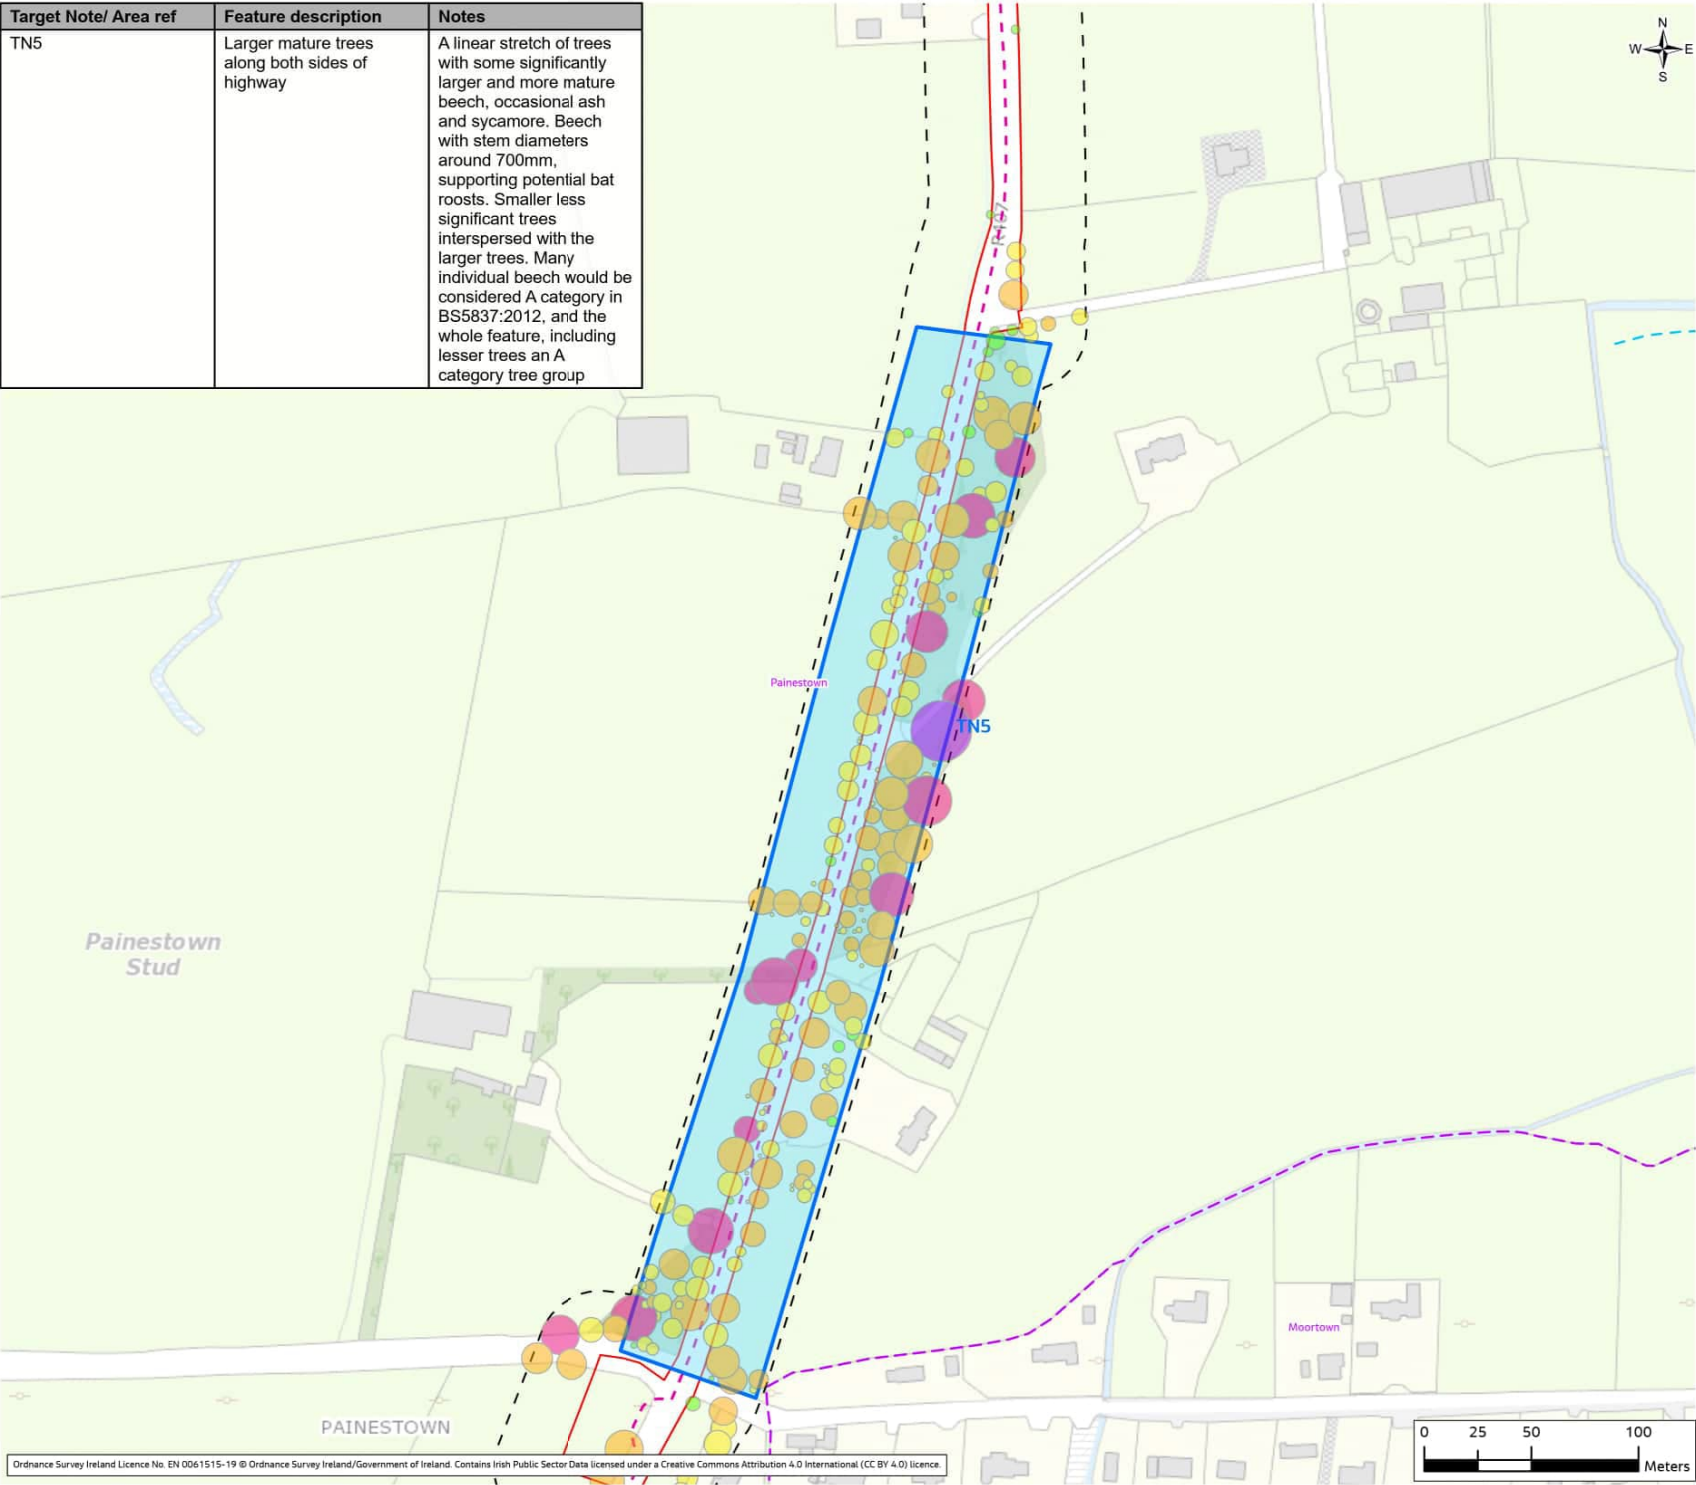 Target Note/ Area ref
Feature description
Notes
TN5
Larger mature trees
along both sides of
highway
A linear stretch of trees
with some significantly
larger and more mature
beech, occasional ash
and sycamore. Beech
with stem diameters
around 700mm,
supporting potential bat
roosts. Smaller less
significant trees
interspersed with the
larger trees. Many
individual beech would be
considered A category in
BS5837:2012, and the
whole feature, including
lesser trees an A
category tree group
N
W
E
S
R407
Painestown
TN5
Painestown
Stud
Moortown
PAINESTOWN
0 25 50 100
Meters
Ordnance Survey Ireland Licence No. EN 0061515-19 © Ordnance Survey Ireland/Government of Ireland. Contains Irish Public Sector Data licensed under a Creative Commons Attribution 4.0 International (CC BY 4.0) licence.